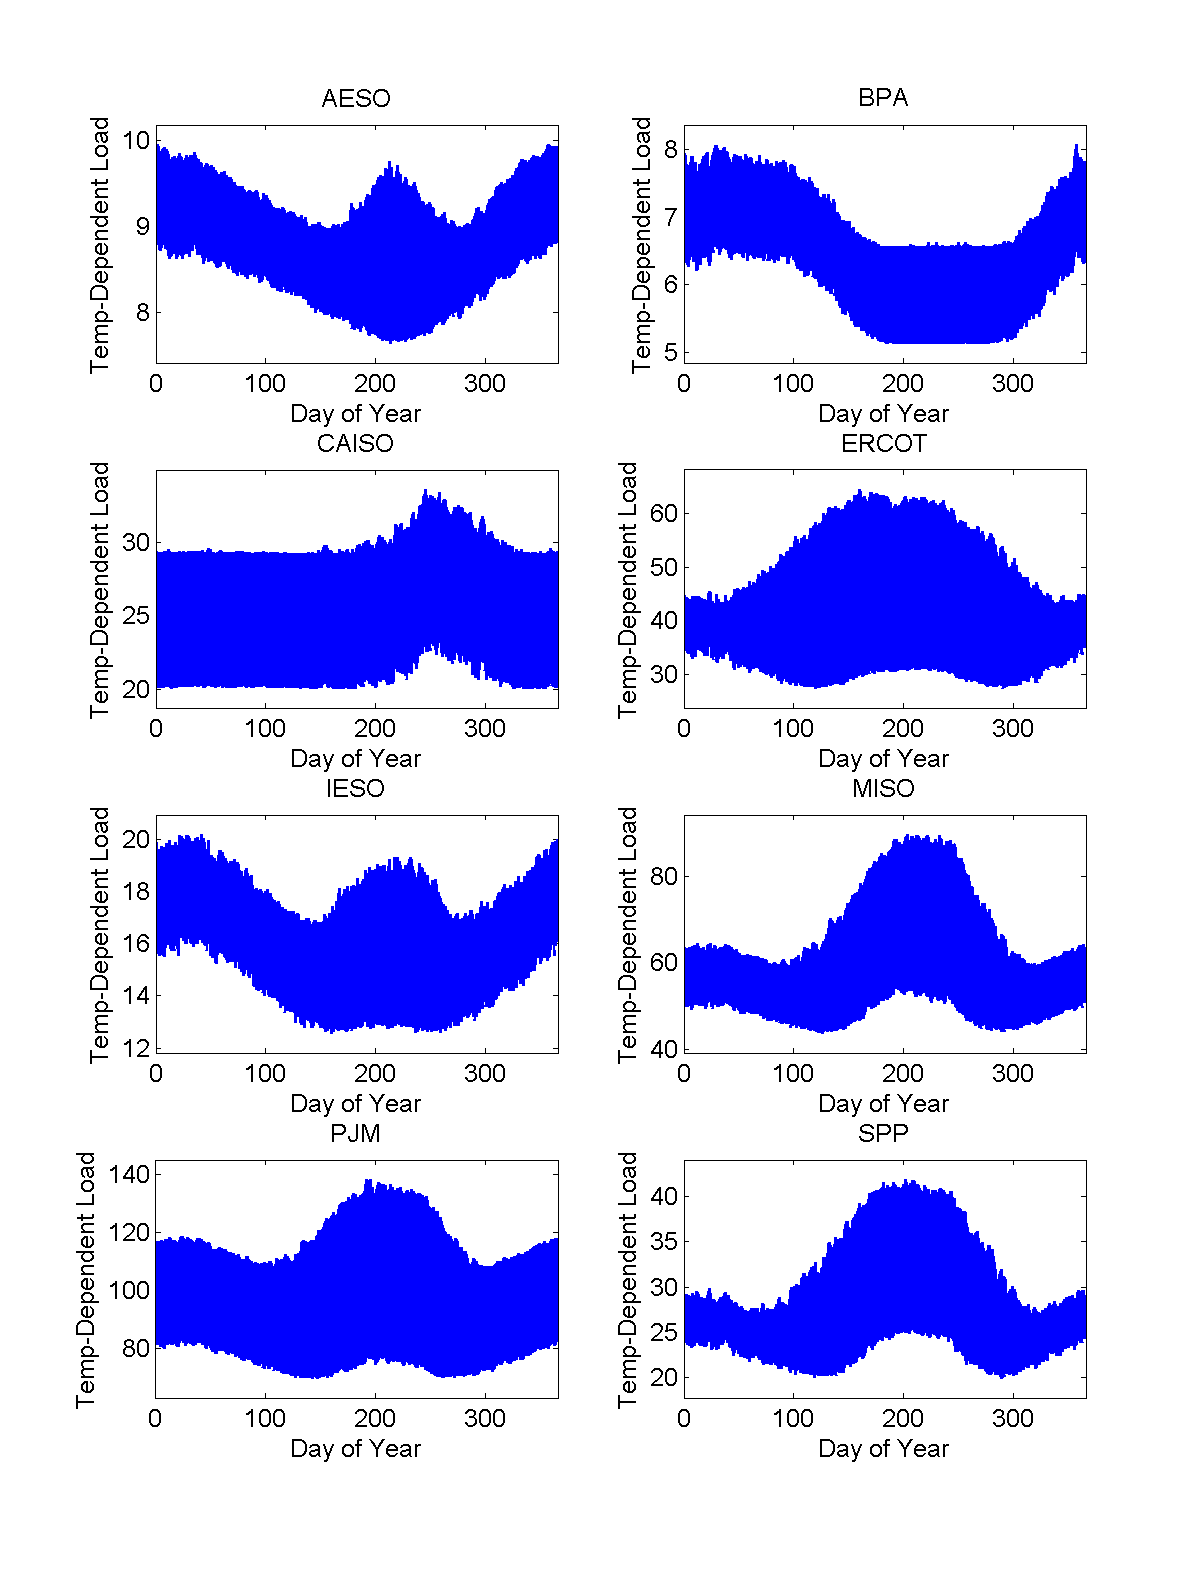 AESO
Temp-Dependent Load
10
9
8
0 100 200 300
Day of Year
BPA
Temp-Dependent Load
8
7
6
5
0 100 200 300
Day of Year
CAISO
Temp-Dependent Load
30
25
20
0 100 200 300
Day of Year
ERCOT
Temp-Dependent Load
60
50
40
30
0 100 200 300
Day of Year
IESO
Temp-Dependent Load
20
18
16
14
12
0 100 200 300
Day of Year
MISO
Temp-Dependent Load
80
60
40
0 100 200 300
Day of Year
PJM
Temp-Dependent Load
140
120
100
80
0 100 200 300
Day of Year
SPP
Temp-Dependent Load
40
35
30
25
20
0 100 200 300
Day of Year